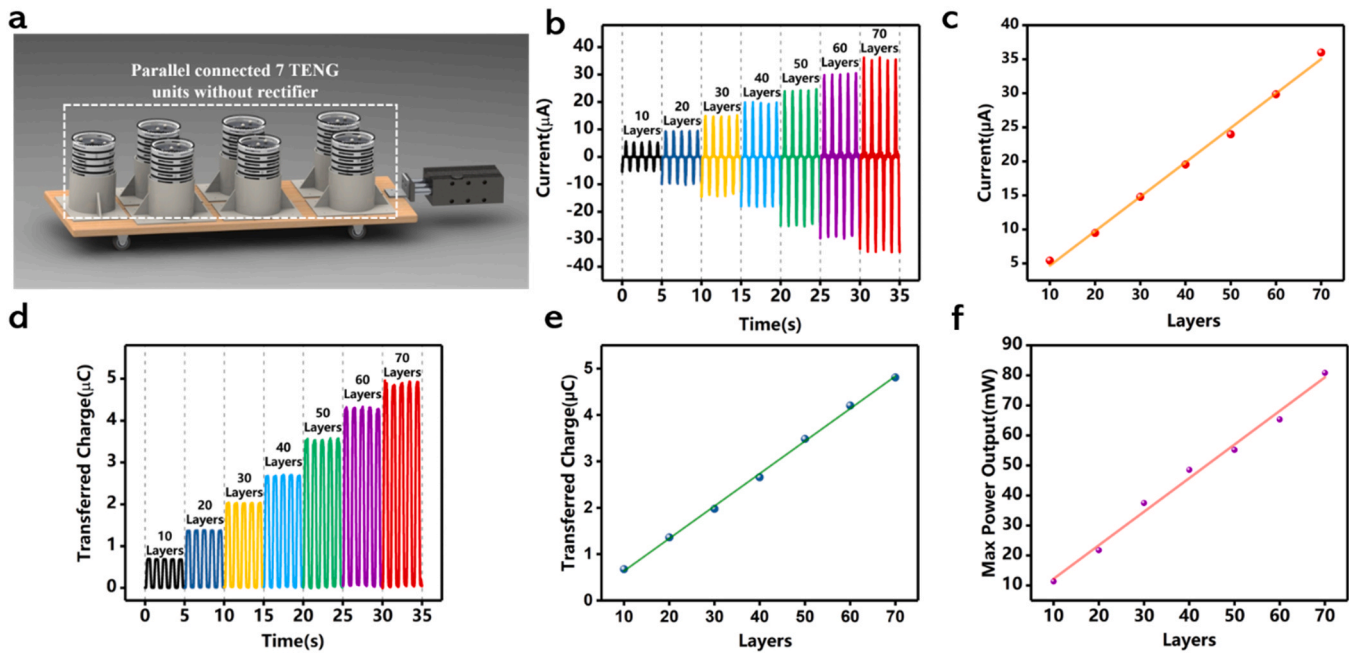 a
Parallel connected 7 TENG
units without rectifier
b
Current(μA)
40
30
20
10
0
-10
-20
-30
-40
10
Layers
20
Layers
30
Layers
40
Layers
50
Layers
60
Layers
70
Layers
0 5 10 15 20 25 30 35
Time(s)
c
Current(μA)
40
35
30
25
20
15
10
5
10 20 30 40 50 60 70
Layers
d
Transferred Charge(μC)
5
4
3
2
1
0
10
Layers
20
Layers
30
Layers
40
Layers
50
Layers
60
Layers
70
Layers
0 5 10 15 20 25 30 35
Time(s)
e
Transferred Charge(μC)
5
4
3
2
1
0
10 20 30 40 50 60 70
Layers
f
Max Power Output(mW)
90
80
70
60
50
40
30
20
10
10 20 30 40 50 60 70
Layers